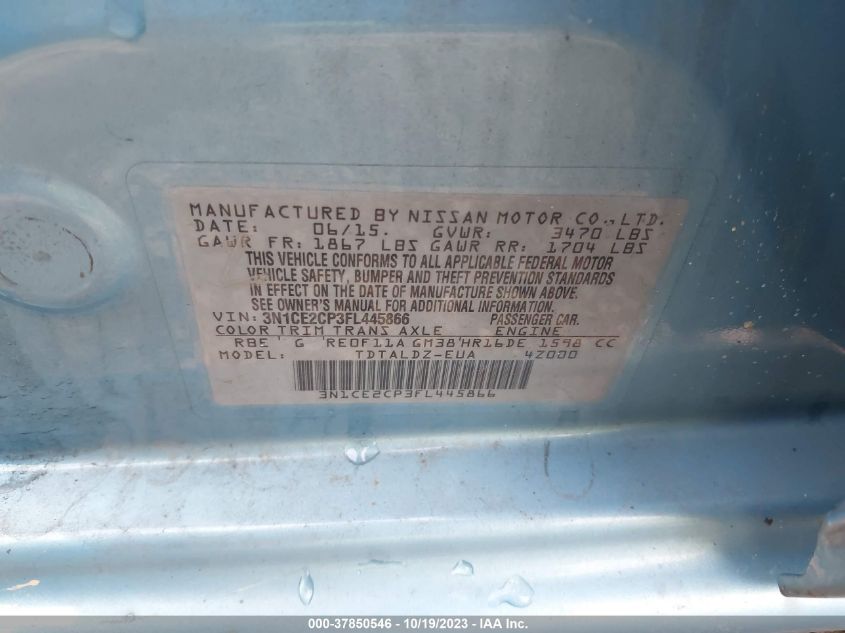 MANUFACTURED BY NISSAN MOTOR CO., LTD.
DATE: 06/15. GVWR: 3470 LBS
GAWR FR: 1867 LBS GAWR RR: 1704 LBS
THIS VEHICLE CONFORMS TO ALL APPLICABLE FEDERAL MOTOR
VEHICLE SAFETY, BUMPER AND THEFT PREVENTION STANDARDS
IN EFFECT ON THE DATE OF MANUFACTURE SHOWN ABOVE.
SEE OWNER'S MANUAL FOR ADDITIONAL INFORMATION.
VIN: 3N1CE2CP3FL445866 PASSENGER CAR.
COLOR TRIM TRANS AXLE ENGINE
RBE G RE0F11A GM38 HR16DE 1598 CC
MODEL: TDTALDZ-EUA 4Z000
3N1CE2CP3FL445866
000-37850546 - 10/19/2023 - COPYRIGHT IAA, INC.